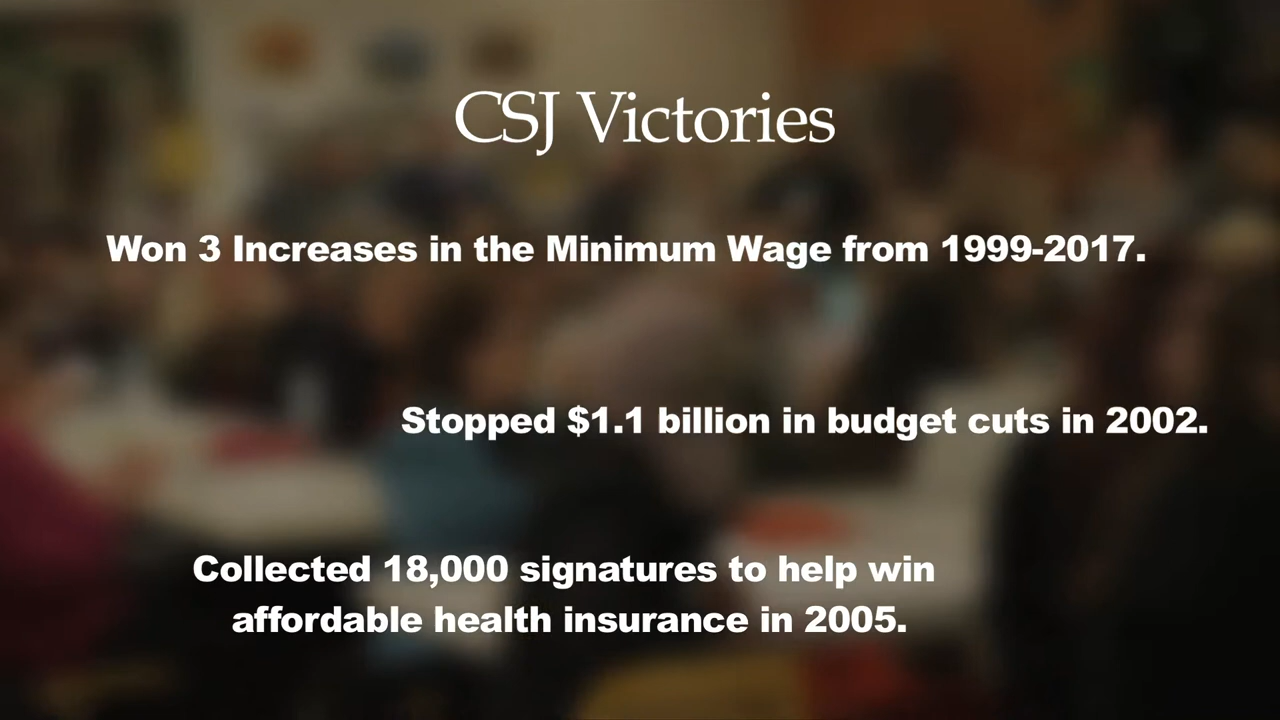 CSJ Victories
Won 3 Increases in the Minimum Wage from 1999-2017.
Stopped $1.1 billion in budget cuts in 2002.
Collected 18,000 signatures to help win
affordable health insurance in 2005.